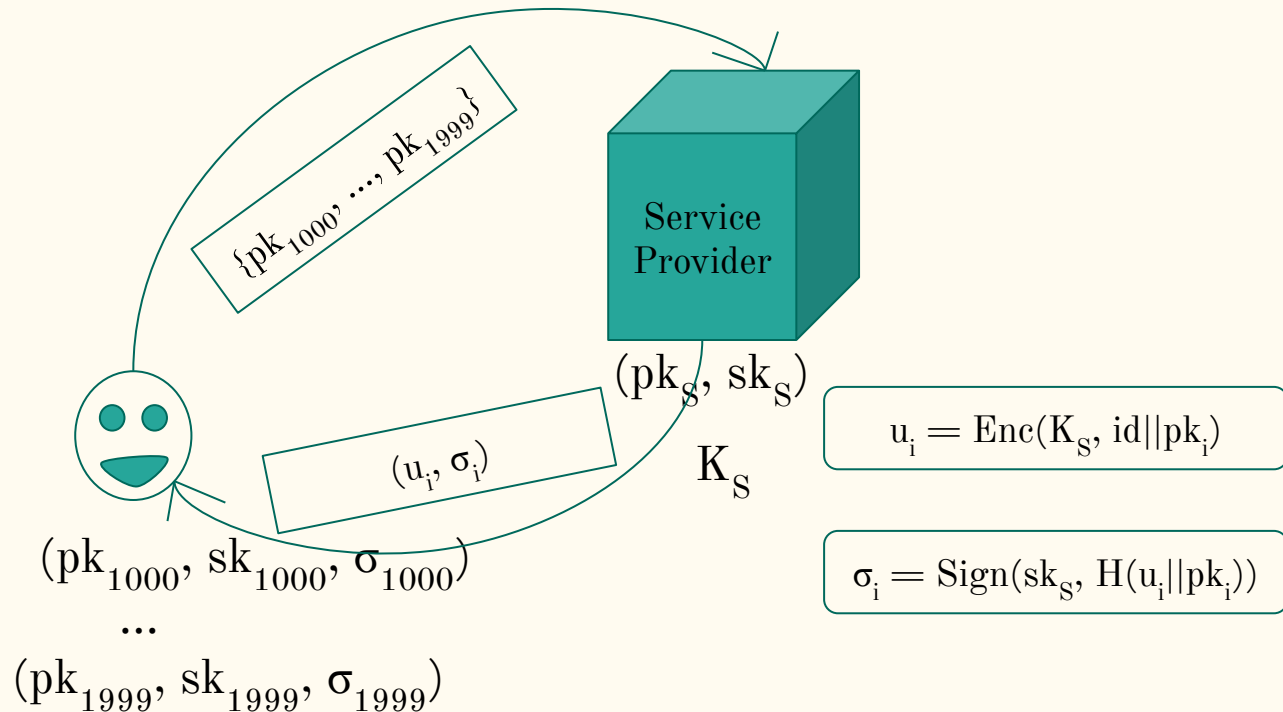 {pk₁₀₀₀, ..., pk₁₉₉₉}
Service
Provider
(pkₛ, skₛ)
Kₛ
(uᵢ, σᵢ)
uᵢ = Enc(Kₛ, id||pkᵢ)
σᵢ = Sign(skₛ, H(uᵢ||pkᵢ))
(pk₁₀₀₀, sk₁₀₀₀, σ₁₀₀₀)
...
(pk₁₉₉₉, sk₁₉₉₉, σ₁₉₉₉)